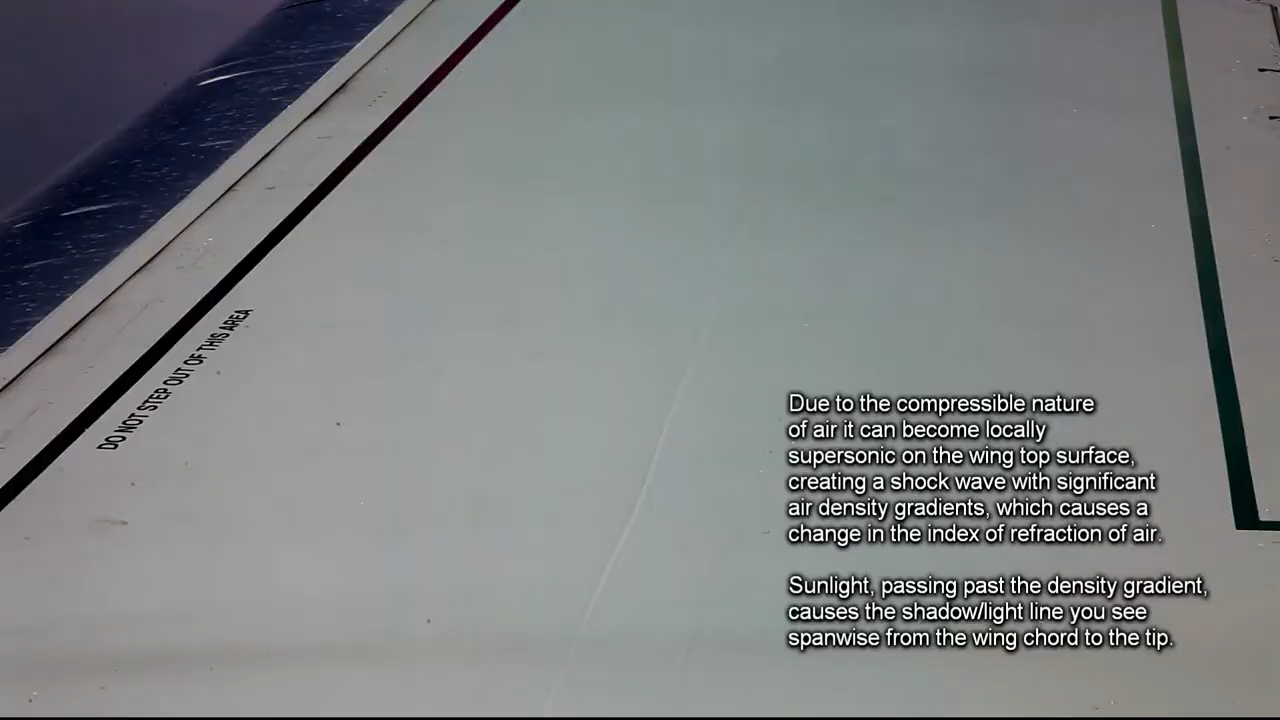 DO NOT STEP OUT OF THIS AREA
Due to the compressible nature
of air it can become locally
supersonic on the wing top surface,
creating a shock wave with significant
air density gradients, which causes a
change in the index of refraction of air.
Sunlight, passing past the density gradient,
causes the shadow/light line you see
spanwise from the wing chord to the tip.